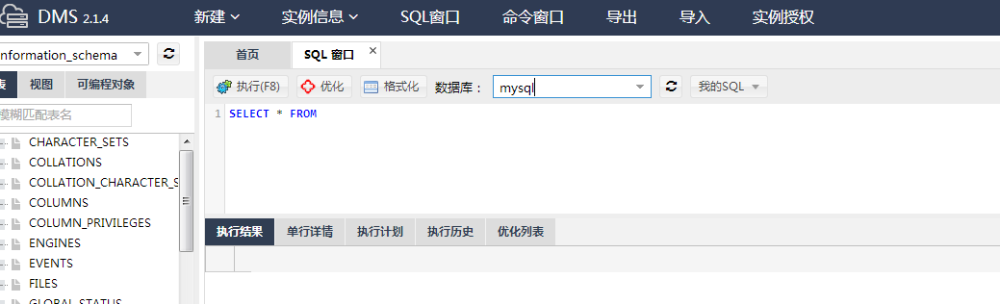 DMS 2.1.4 新建 实例信息 SQL窗口 命令窗口 导出 导入 实例授权
nformation_schema
首页 SQL 窗口
表 视图 可编程对象
执行(F8) 优化 格式化 数据库： mysql 我的SQL
模糊匹配表名
1 SELECT * FROM
CHARACTER_SETS
COLLATIONS
COLLATION_CHARACTER_S
COLUMNS
COLUMN_PRIVILEGES
ENGINES
EVENTS
FILES
GLOBAL_STATUS
执行结果 单行详情 执行计划 执行历史 优化列表